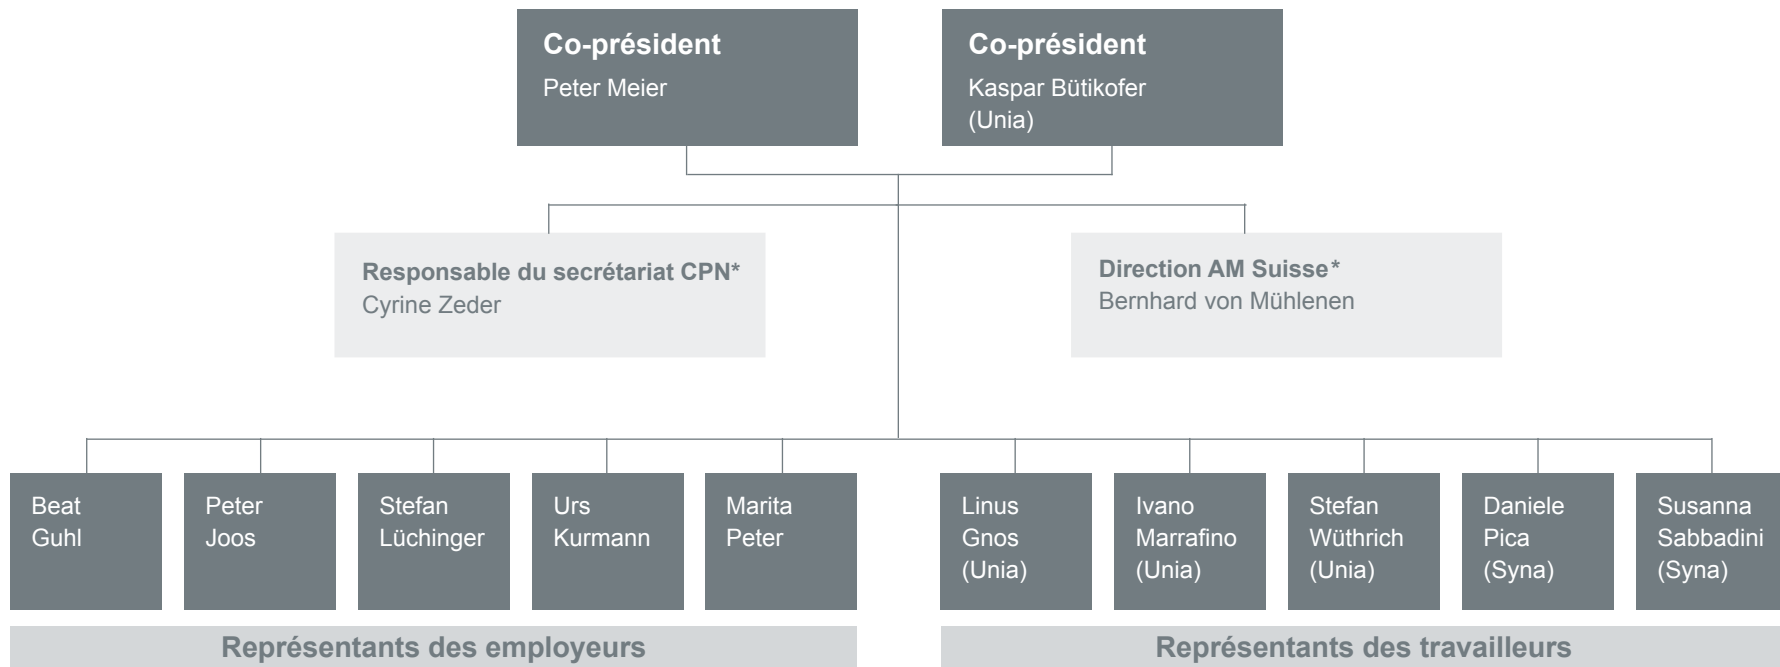 Co-président
Peter Meier
Co-président
Kaspar Bütikofer
(Unia)
Responsable du secrétariat CPN*
Cyrine Zeder
Direction AM Suisse*
Bernhard von Mühlenen
Beat
Guhl
Peter
Joos
Stefan
Lüchinger
Urs
Kurmann
Marita
Peter
Linus
Gnos
(Unia)
Ivano
Marrafino
(Unia)
Stefan
Wüthrich
(Unia)
Daniele
Pica
(Syna)
Susanna
Sabbadini
(Syna)
Représentants des employeurs
Représentants des travailleurs